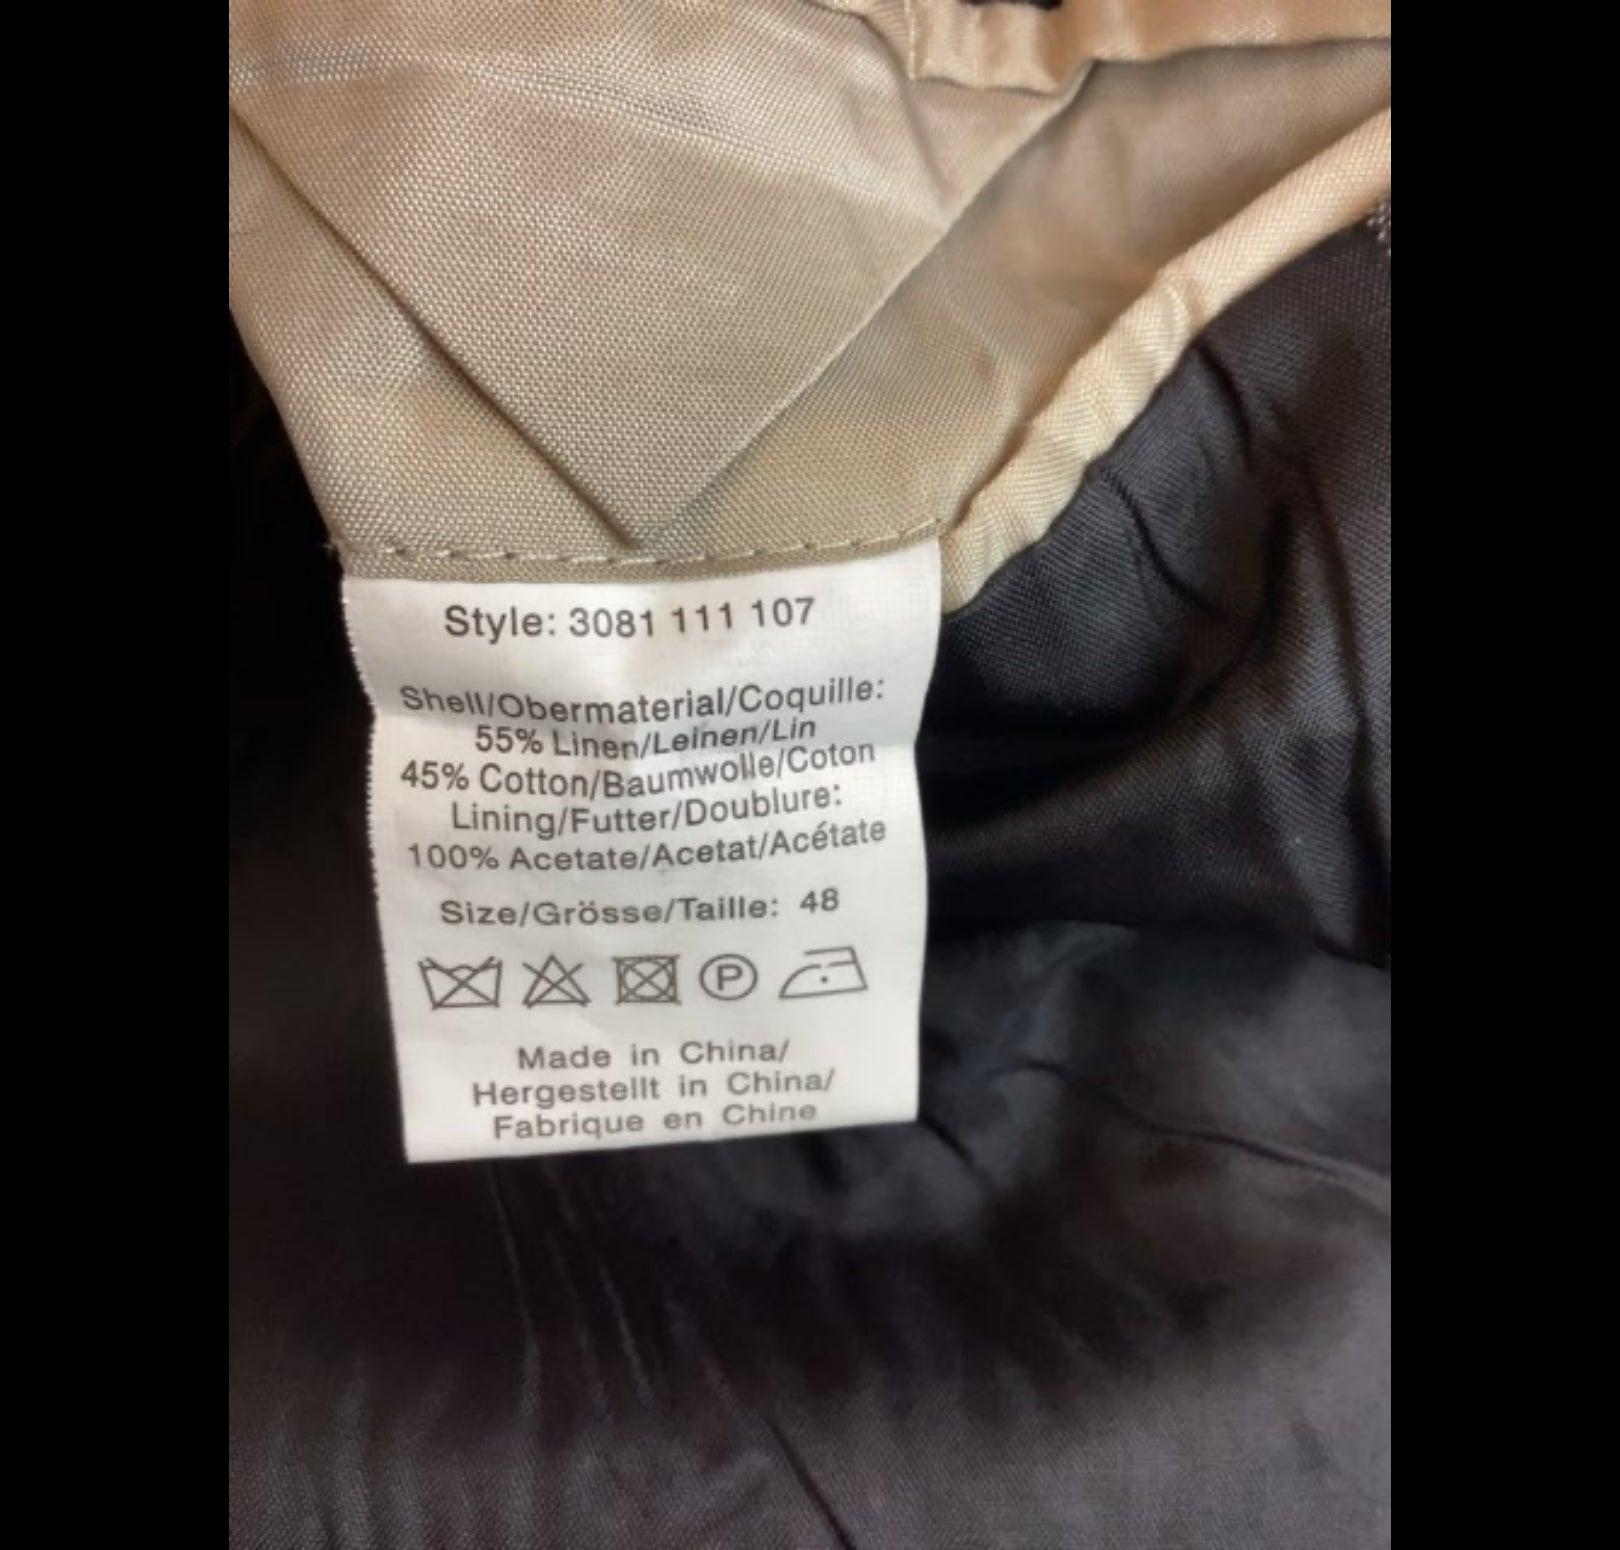 Style: 3081 111 107
Shell/Obermaterial/Coquille:
55% Linen/Leinen/Lin
45% Cotton/Baumwolle/Coton
Lining/Futter/Doublure:
100% Acetate/Acetat/Acétate
Size/Grösse/Taille: 48
P
Made in China/
Hergestellt in China/
Fabrique en Chine